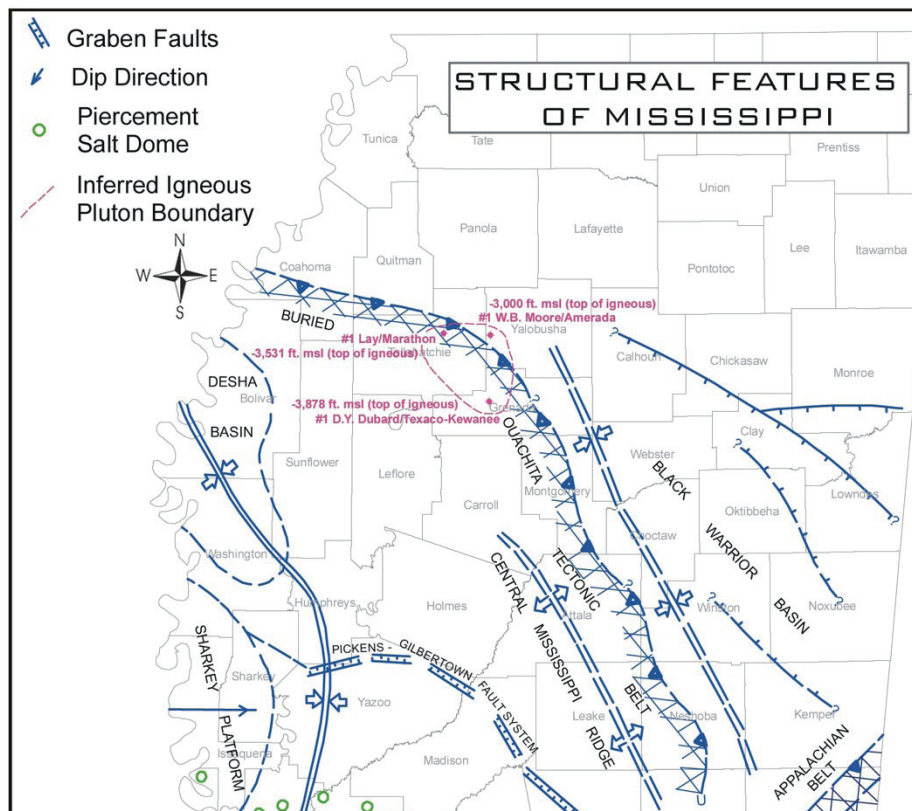 Graben Faults
Dip Direction
Piercement
Salt Dome
Inferred Igneous
Pluton Boundary
STRUCTURAL FEATURES
OF MISSISSIPPI
N
W E
S
Tunica
Tate
Prentiss
Union
Panola
Lafayette
Lee
Itawamba
Pontotoc
Quitman
Coahoma
BURIED
-3,000 ft. msl (top of igneous)
#1 W.B. Moore/Amerada
Yalobusha
#1 Lay/Marathon
Tallahatchie
-3,531 ft. msl (top of igneous)
Calhoun
Chickasaw
Monroe
?
DESHA
Bolivar
BASIN
-3,878 ft. msl (top of igneous)
#1 D.Y. Dubard/Texaco-Kewanee
Grenada
?
OUACHITA
Clay
?
Sunflower
Leflore
Carroll
Montgomery
Webster
BLACK
Lowndes
?
Oktibbeha
Choctaw
WARRIOR
Washington
Humphreys
Holmes
CENTRAL
TECTONIC
Attala
?
Winston
?
BASIN
Noxubee
?
SHARKEY
PICKENS - GILBERTOWN FAULT SYSTEM
MISSISSIPPI
Sharkey
Yazoo
PLATFORM
Leake
BELT
Neshoba
Kemper
?
RIDGE
Issaquena
Madison
APPALACHIAN
BELT
U